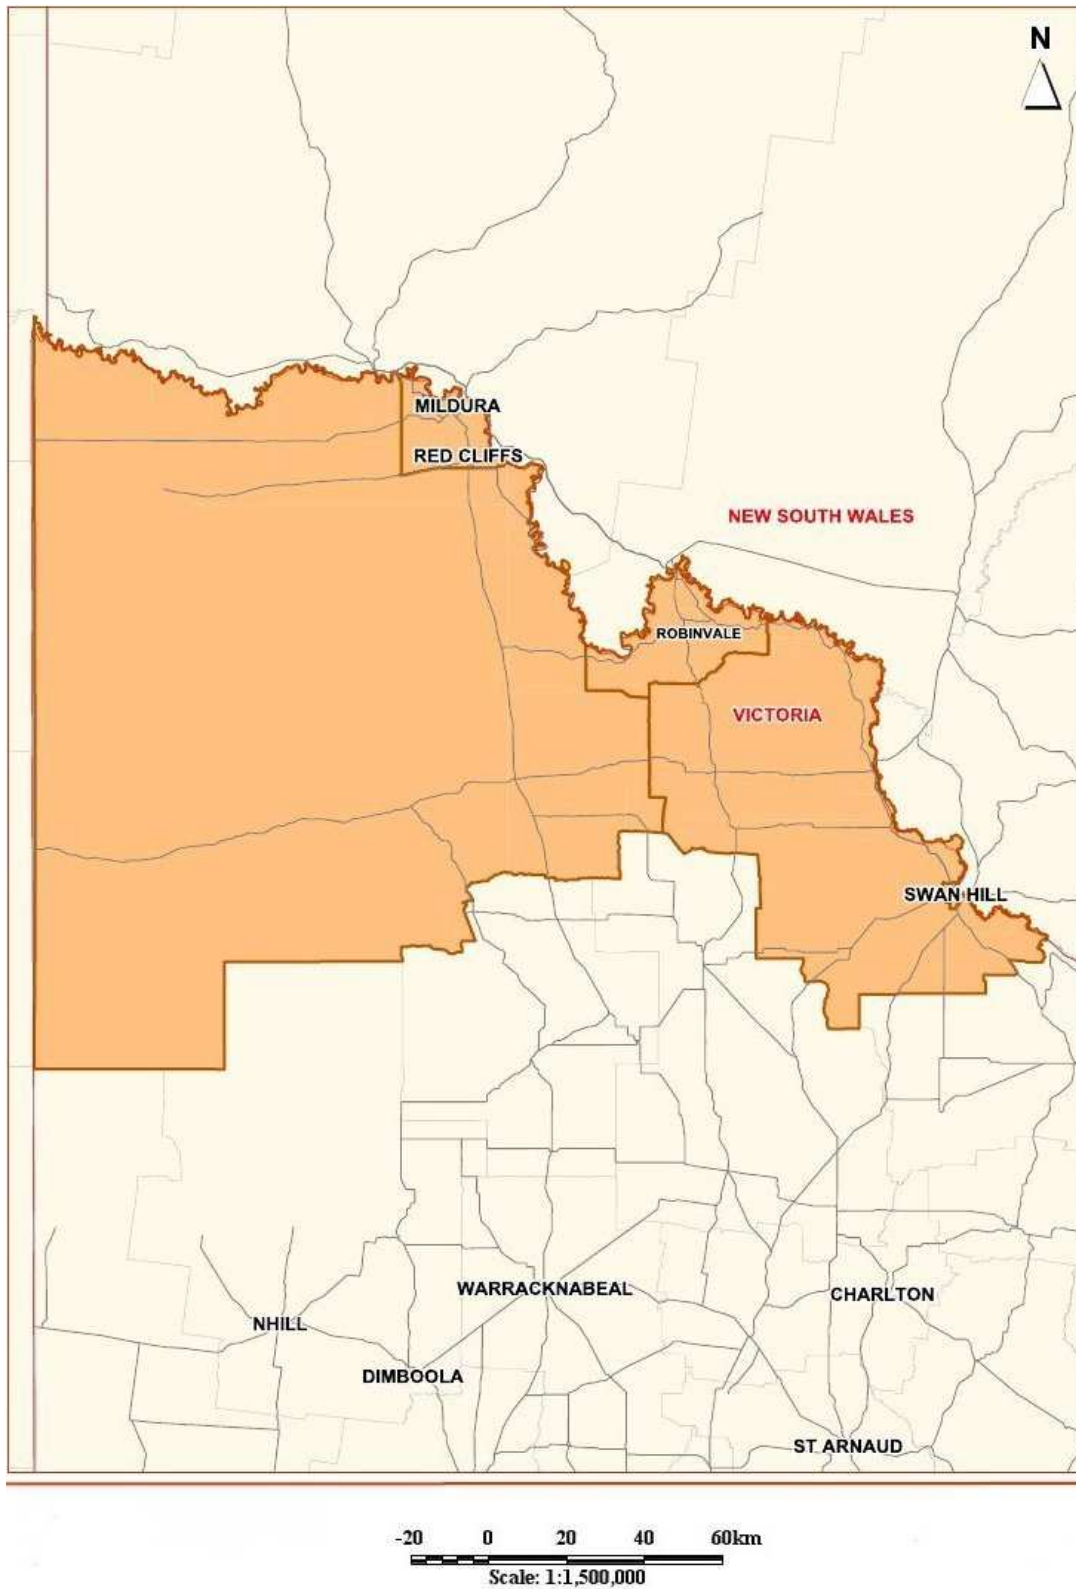 N
MILDURA
RED CLIFFS
NEW SOUTH WALES
ROBINVALE
VICTORIA
SWAN HILL
WARRACKNABEAL
CHARLTON
NHILL
DIMBOOLA
ST ARNAUD
-20 0 20 40 60km
Scale: 1:1,500,000